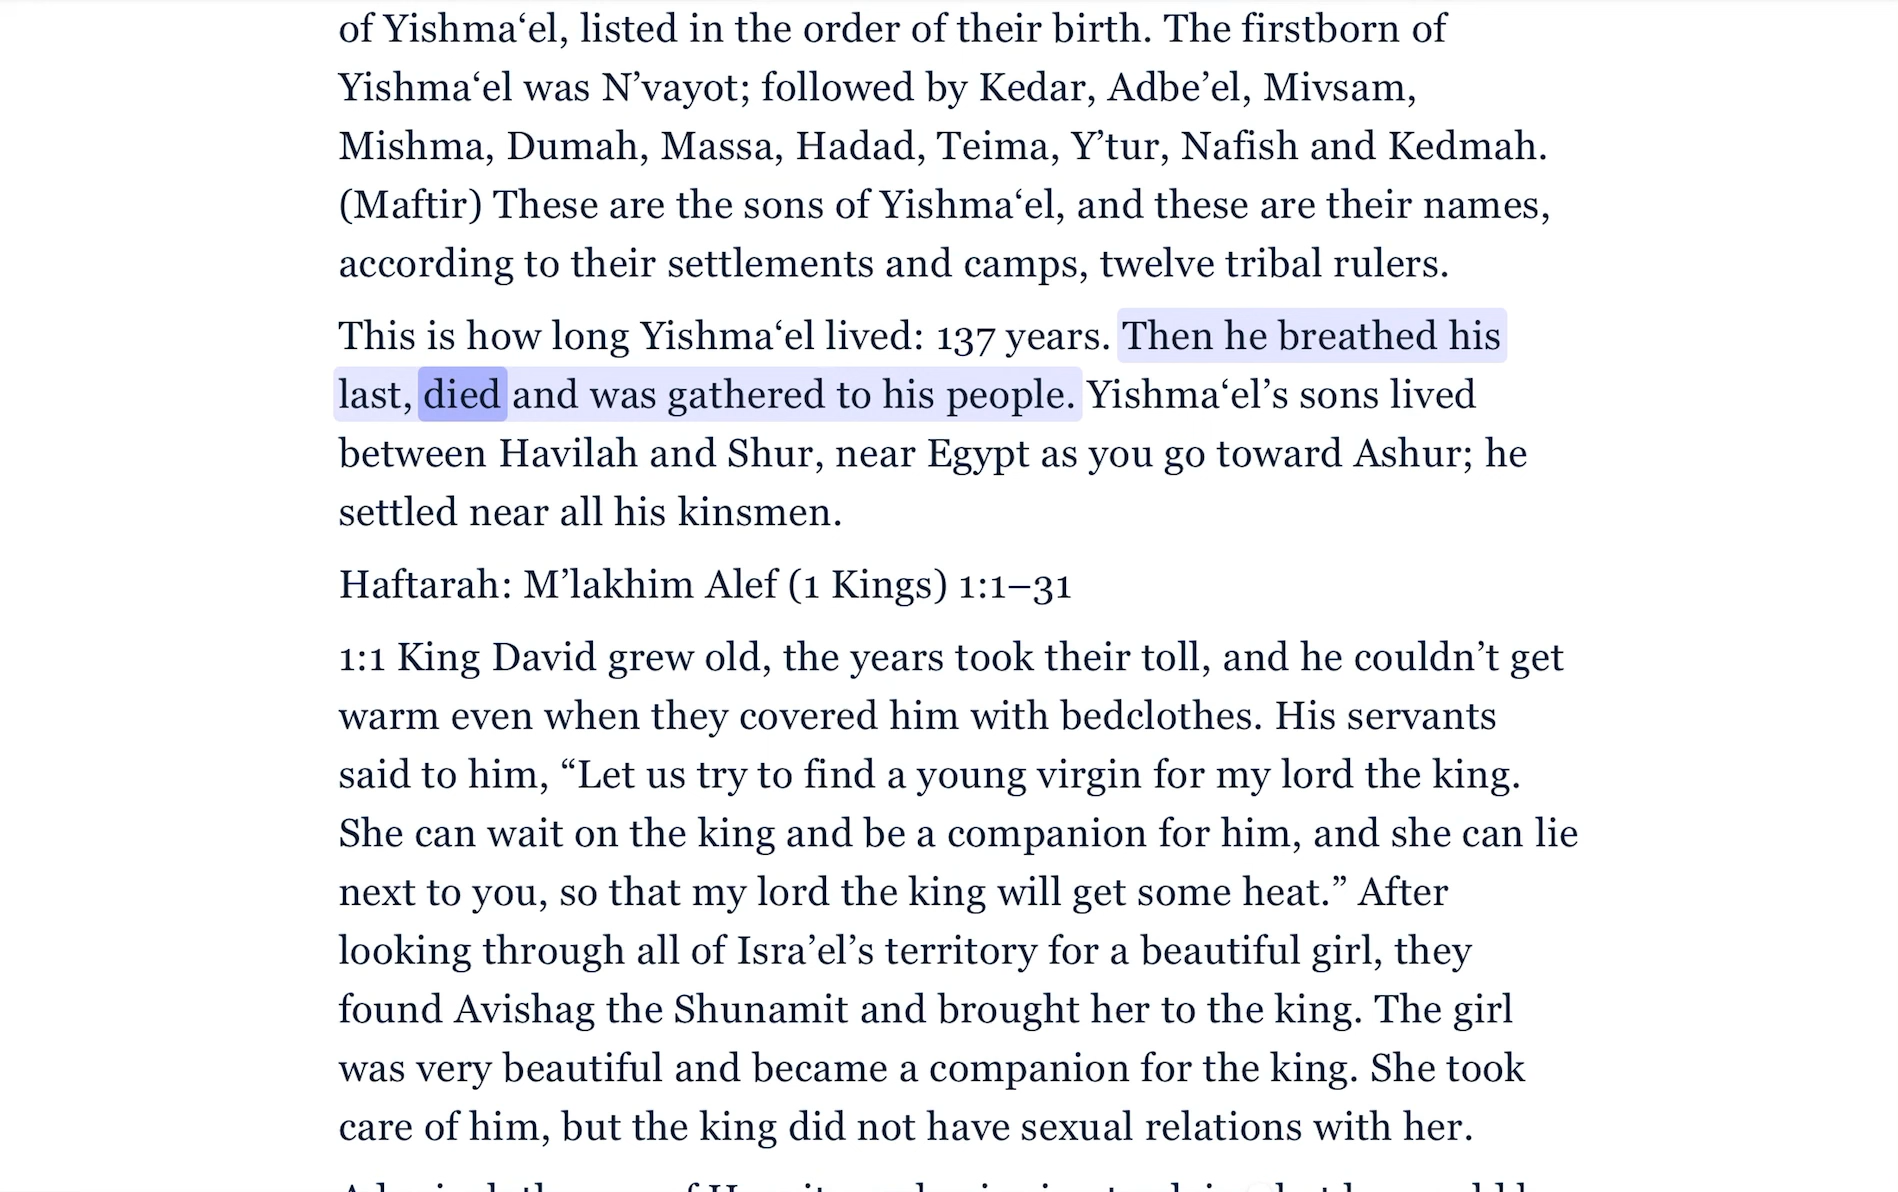 of Yishma‘el, listed in the order of their birth. The firstborn of
Yishma‘el was N’vayot; followed by Kedar, Adbe’el, Mivsam,
Mishma, Dumah, Massa, Hadad, Teima, Y’tur, Nafish and Kedmah.
(Maftir) These are the sons of Yishma‘el, and these are their names,
according to their settlements and camps, twelve tribal rulers.
This is how long Yishma‘el lived: 137 years. Then he breathed his
last, died and was gathered to his people. Yishma‘el’s sons lived
between Havilah and Shur, near Egypt as you go toward Ashur; he
settled near all his kinsmen.
Haftarah: M’lakhim Alef (1 Kings) 1:1–31
1:1 King David grew old, the years took their toll, and he couldn’t get
warm even when they covered him with bedclothes. His servants
said to him, “Let us try to find a young virgin for my lord the king.
She can wait on the king and be a companion for him, and she can lie
next to you, so that my lord the king will get some heat.” After
looking through all of Isra’el’s territory for a beautiful girl, they
found Avishag the Shunamit and brought her to the king. The girl
was very beautiful and became a companion for the king. She took
care of him, but the king did not have sexual relations with her.